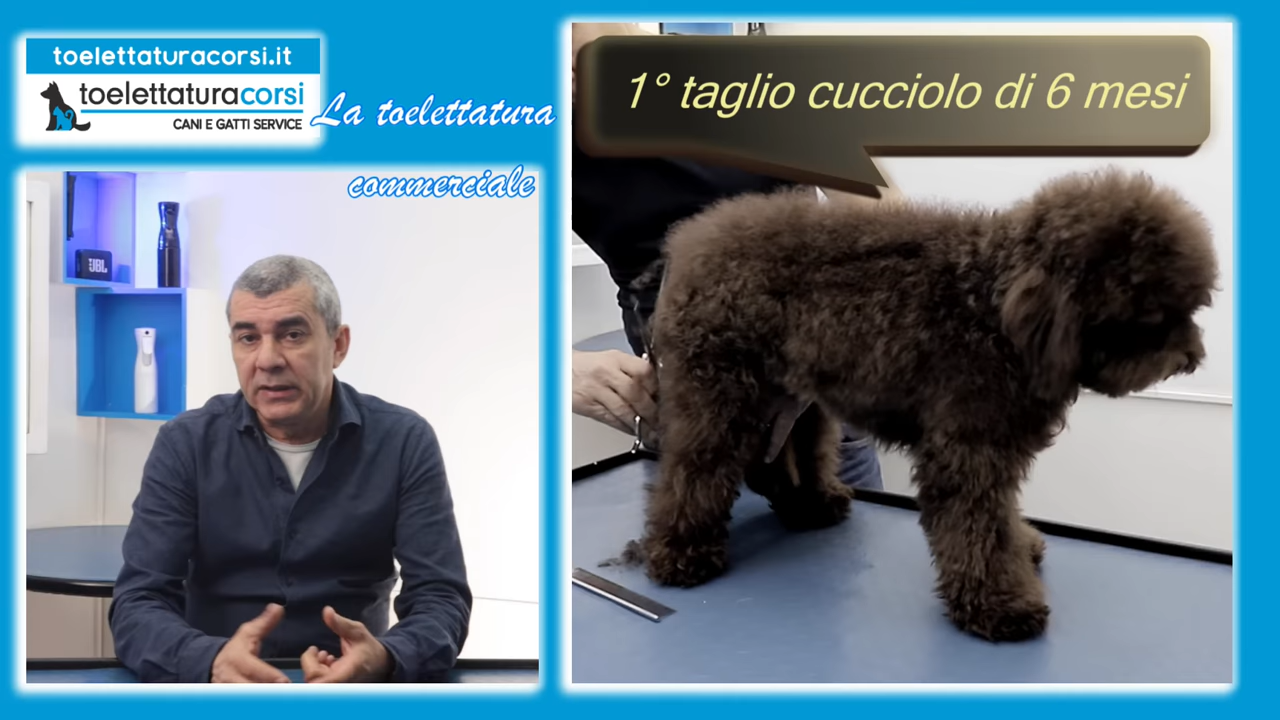 toelettaturacorsi.it
toelettaturacorsi
CANI E GATTI SERVICE
La toelettatura
commerciale
1° taglio cucciolo di 6 mesi
JBL